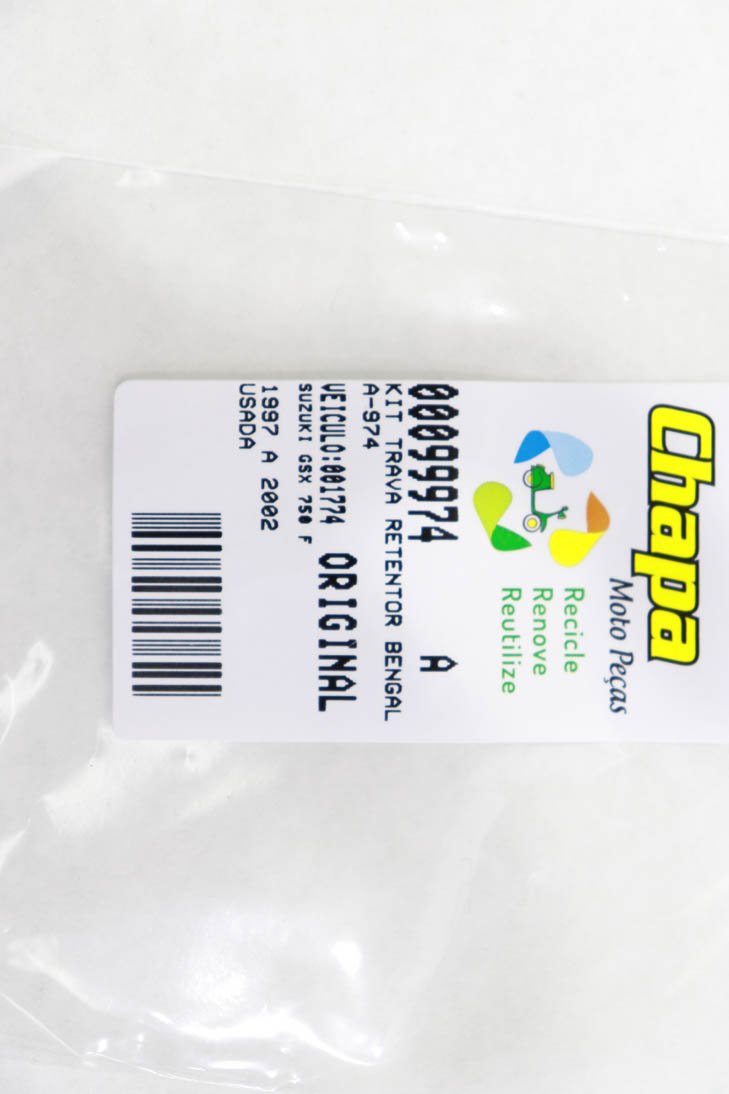 Chapa
Moto Peças
Recicle
Renove
Reutilize
00099974 A
KIT TRAVA RETENTOR BENGAL
A-974
VEICULO:001774 ORIGINAL
SUZUKI GSX 750 F
1997 A 2002
USADA